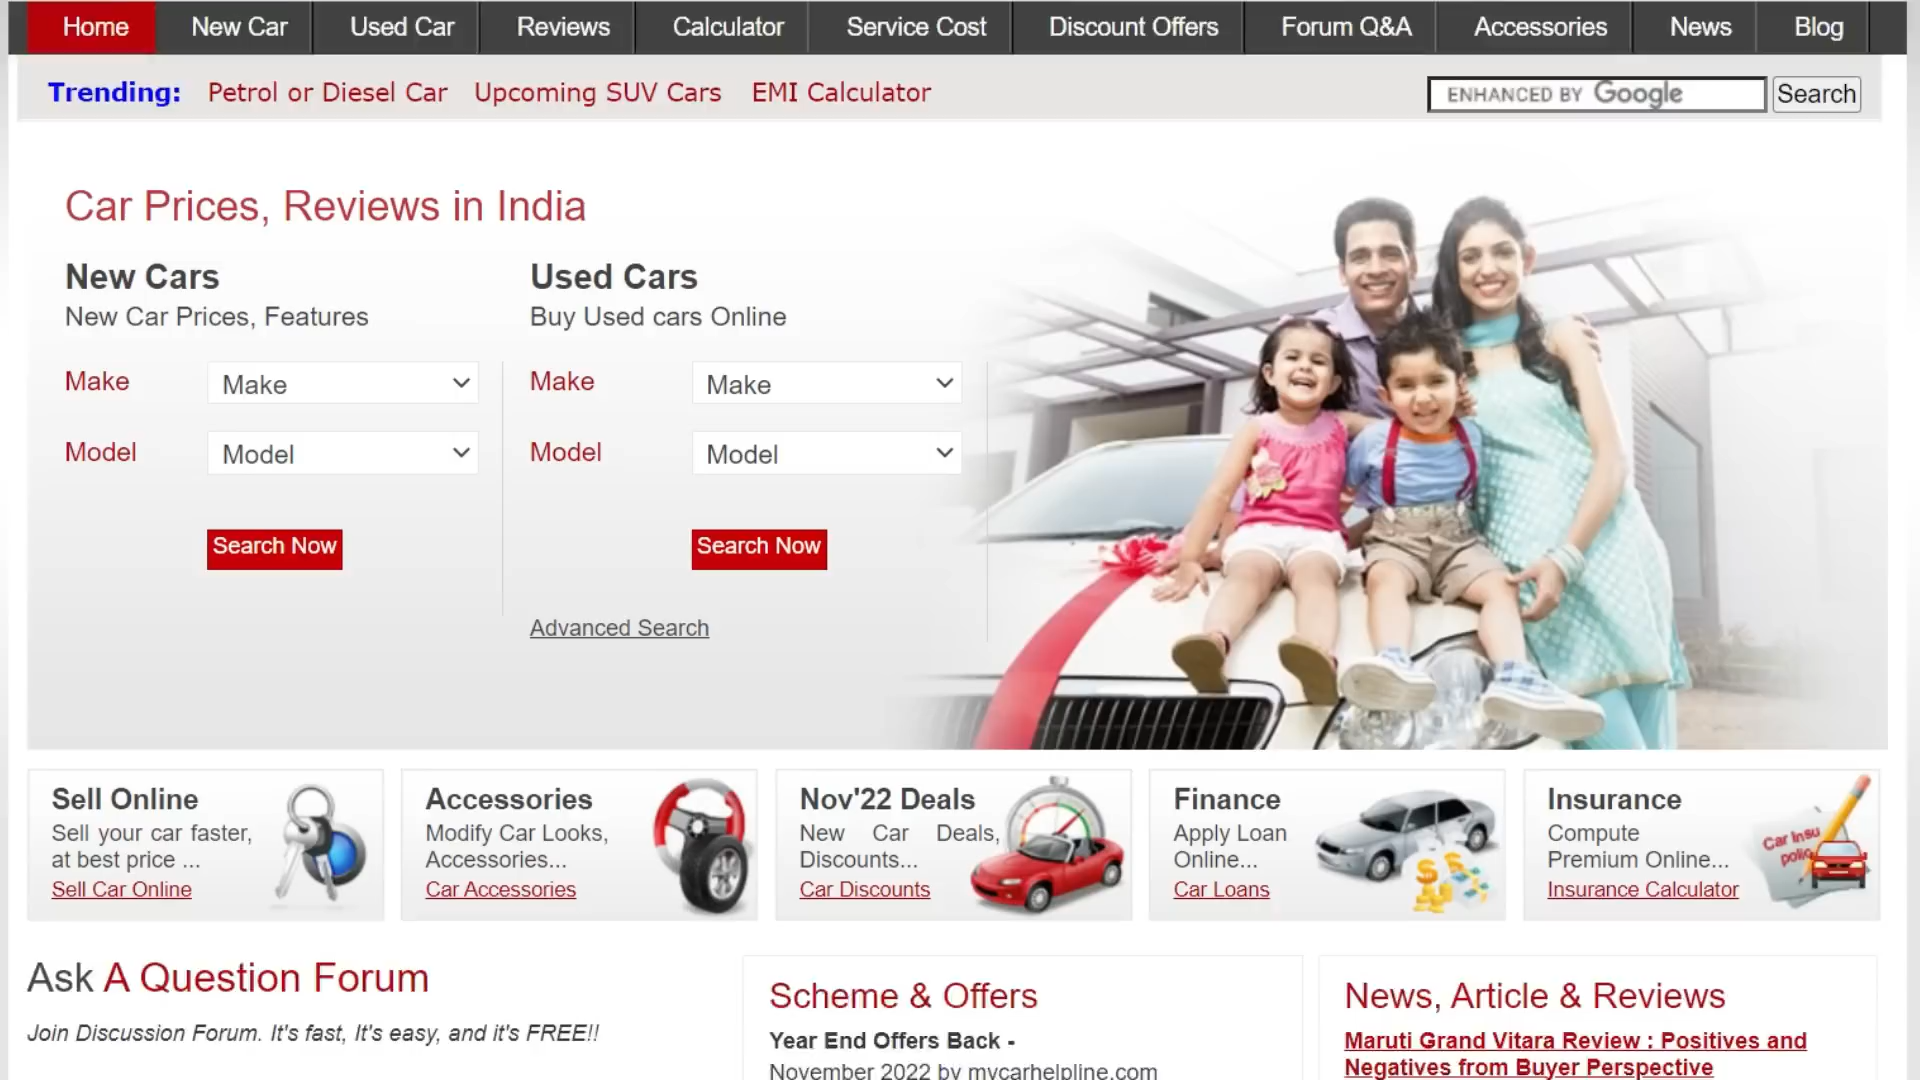 Home New Car Used Car Reviews Calculator Service Cost Discount Offers Forum Q&A Accessories News Blog
Trending: Petrol or Diesel Car Upcoming SUV Cars EMI Calculator
ENHANCED BY Google Search
Car Prices, Reviews in India
New Cars
New Car Prices, Features
Make Make
Model Model
Search Now
Used Cars
Buy Used cars Online
Make Make
Model Model
Search Now
Advanced Search
Sell Online
Sell your car faster,
at best price ...
Sell Car Online
Accessories
Modify Car Looks,
Accessories...
Car Accessories
Nov'22 Deals
New Car Deals,
Discounts...
Car Discounts
Finance
Apply Loan
Online...
Car Loans
Insurance
Compute
Premium Online...
Insurance Calculator
Car Insu
polic
Ask A Question Forum
Join Discussion Forum. It's fast, It's easy, and it's FREE!!
Scheme & Offers
Year End Offers Back -
November 2022 by mycarhelpline.com
News, Article & Reviews
Maruti Grand Vitara Review : Positives and
Negatives from Buyer Perspective